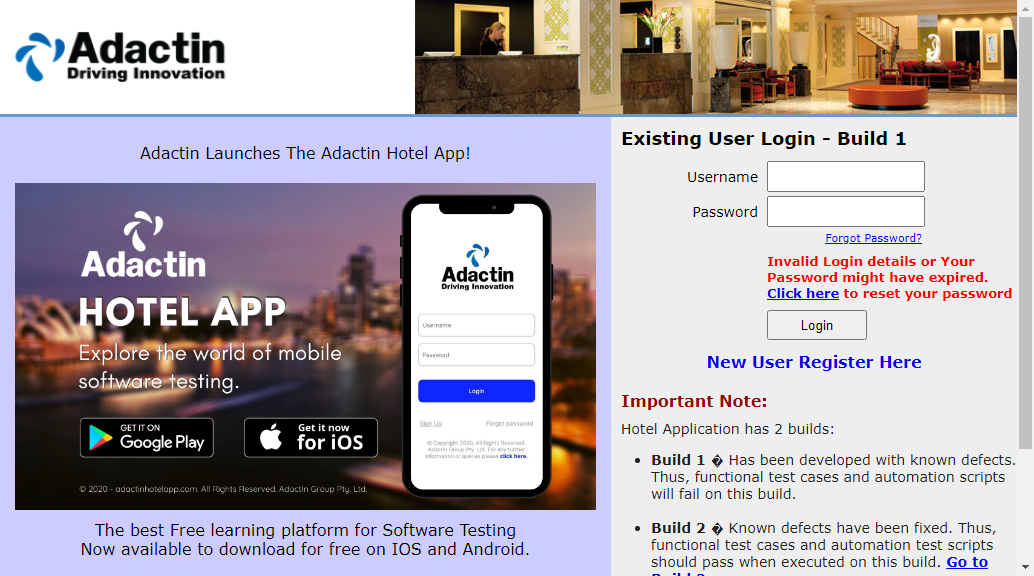 Adactin
Driving Innovation
Adactin Launches The Adactin Hotel App!
Adactin
HOTEL APP
Explore the world of mobile
software testing.
GET IT ON
Google Play
Get it now
for iOS
© 2020 - adactinhotelapp.com. All Rights Reserved. Adactin Group Pty. Ltd.
Adactin
Driving Innovation
Username
Password
Login
Sign Up
Forgot password
© Copyright 2020, All Rights Reserved.
Adactin Group Pty. Ltd. For any further
information or queries please click here.
The best Free learning platform for Software Testing
Now available to download for free on IOS and Android.
Existing User Login - Build 1
Username
Password
Forgot Password?
Invalid Login details or Your
Password might have expired.
Click here to reset your password
Login
New User Register Here
Important Note:
Hotel Application has 2 builds:
• Build 1 � Has been developed with known defects.
Thus, functional test cases and automation scripts
will fail on this build.
• Build 2 � Known defects have been fixed. Thus,
functional test cases and automation test scripts
should pass when executed on this build. Go to